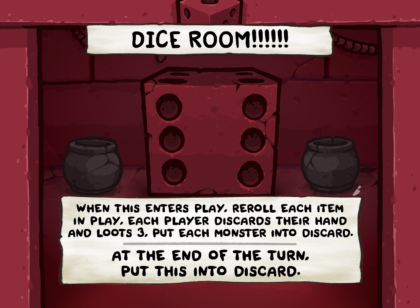 DICE ROOM!!!!!!
WHEN THIS ENTERS PLAY, REROLL EACH ITEM
IN PLAY. EACH PLAYER DISCARDS THEIR HAND
AND LOOTS 3. PUT EACH MONSTER INTO DISCARD.
AT THE END OF THE TURN,
PUT THIS INTO DISCARD.